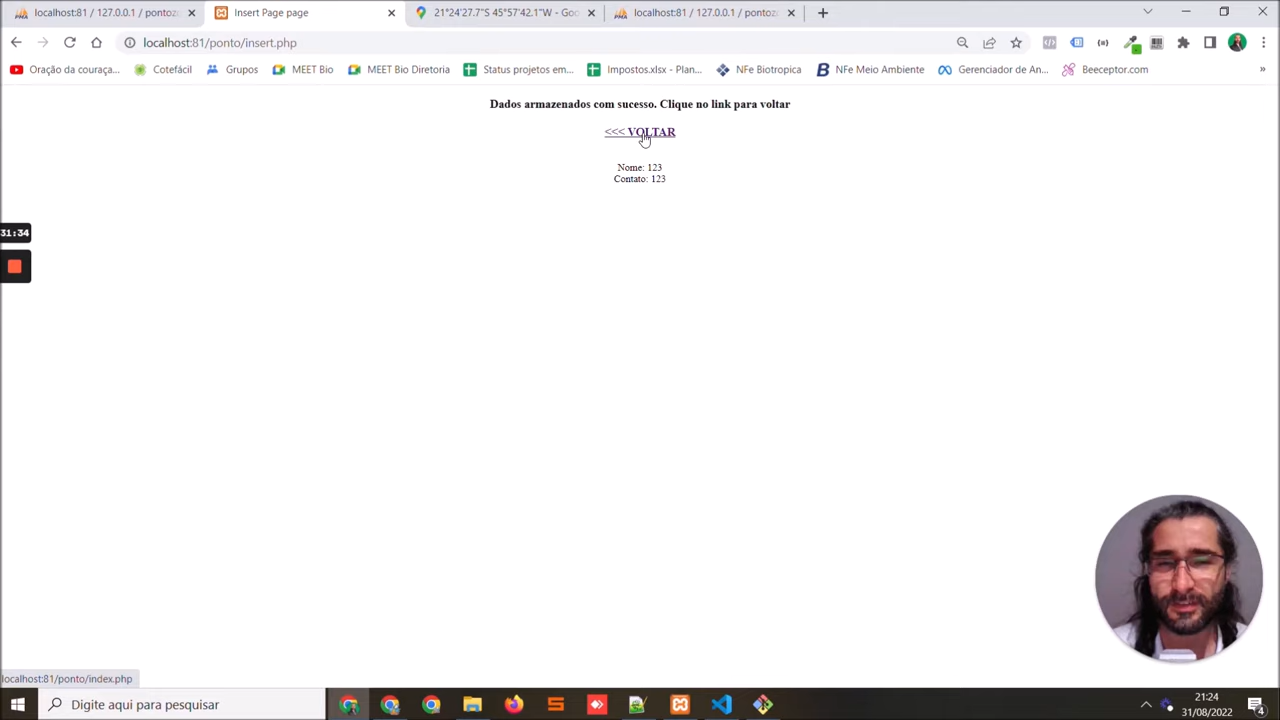 localhost:81 / 127.0.0.1 / pontoz
Insert Page page
21°24'27.7"S 45°57'42.1"W - Goo
localhost:81 / 127.0.0.1 / pontoz
localhost:81/ponto/insert.php
Oração da couraça...
Cotefácil
Grupos
MEET Bio
MEET Bio Diretoria
Status projetos em...
Impostos.xlsx - Plan...
NFe Biotropica
NFe Meio Ambiente
Gerenciador de An...
Beeceptor.com
»
Dados armazenados com sucesso. Clique no link para voltar
<<< VOLTAR
Nome: 123
Contato: 123
31:34
localhost:81/ponto/index.php
Digite aqui para pesquisar
21:24
31/08/2022
4